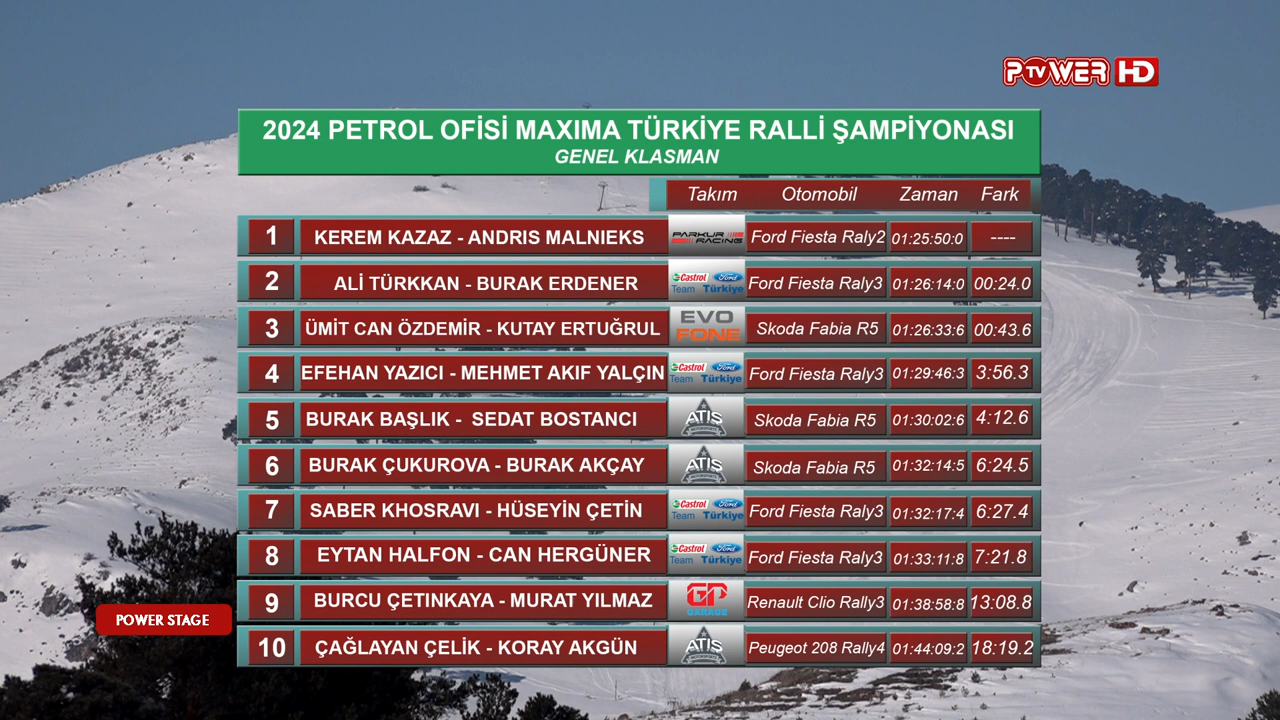 POWER TV HD
2024 PETROL OFİSİ MAXIMA TÜRKİYE RALLİ ŞAMPİYONASI
GENEL KLASMAN
Takım Otomobil Zaman Fark
1 KEREM KAZAZ - ANDRIS MALNIEKS PARKUR RACING Ford Fiesta Raly2 01:25:50:0 ----
2 ALİ TÜRKKAN - BURAK ERDENER Castrol Ford Team Türkiye Ford Fiesta Raly3 01:26:14:0 00:24.0
3 ÜMİT CAN ÖZDEMİR - KUTAY ERTUĞRUL EVO FONE Skoda Fabia R5 01:26:33:6 00:43.6
4 EFEHAN YAZICI - MEHMET AKIF YALÇIN Castrol Ford Team Türkiye Ford Fiesta Raly3 01:29:46:3 3:56.3
5 BURAK BAŞLIK - SEDAT BOSTANCI ATIS Skoda Fabia R5 01:30:02:6 4:12.6
6 BURAK ÇUKUROVA - BURAK AKÇAY ATIS Skoda Fabia R5 01:32:14:5 6:24.5
7 SABER KHOSRAVI - HÜSEYİN ÇETİN Castrol Ford Team Türkiye Ford Fiesta Raly3 01:32:17:4 6:27.4
8 EYTAN HALFON - CAN HERGÜNER Castrol Ford Team Türkiye Ford Fiesta Raly3 01:33:11:8 7:21.8
9 BURCU ÇETINKAYA - MURAT YILMAZ GP GARAGE Renault Clio Rally3 01:38:58:8 13:08.8
10 ÇAĞLAYAN ÇELİK - KORAY AKGÜN ATIS Peugeot 208 Rally4 01:44:09:2 18:19.2
POWER STAGE